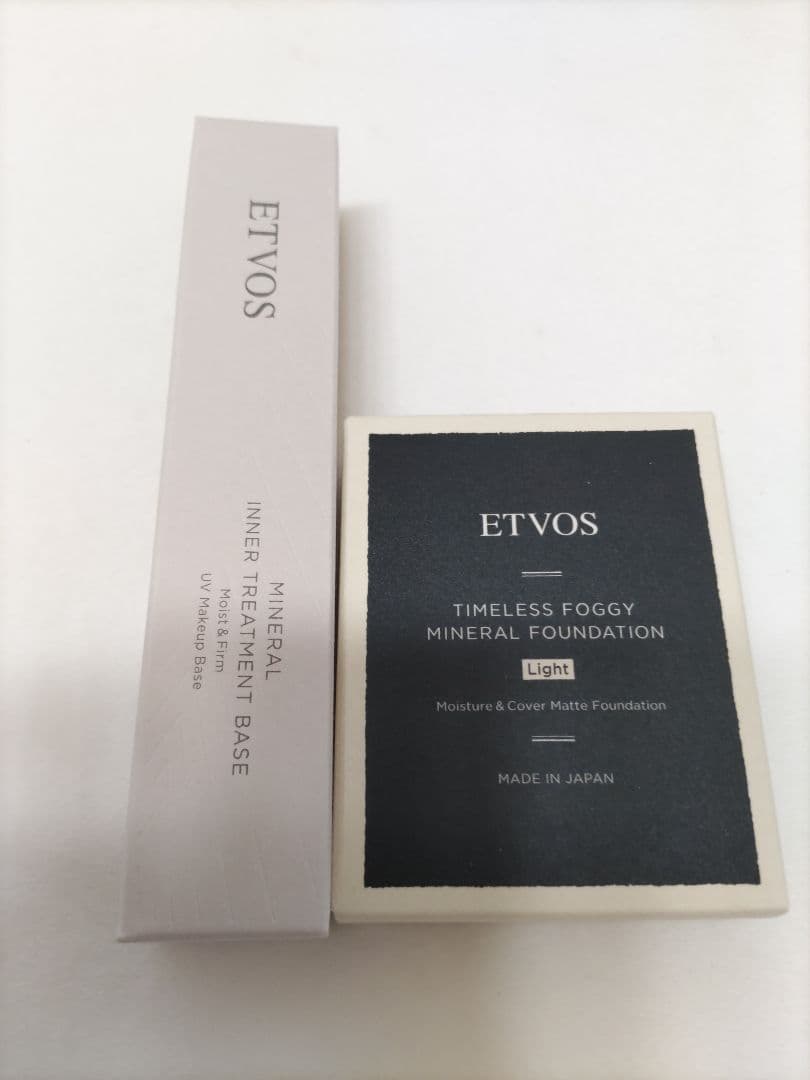 ETVOS
MINERAL
INNER TREATMENT BASE
Moist & Firm
UV Makeup Base
ETVOS
TIMELESS FOGGY
MINERAL FOUNDATION
Light
Moisture & Cover Matte Foundation
MADE IN JAPAN